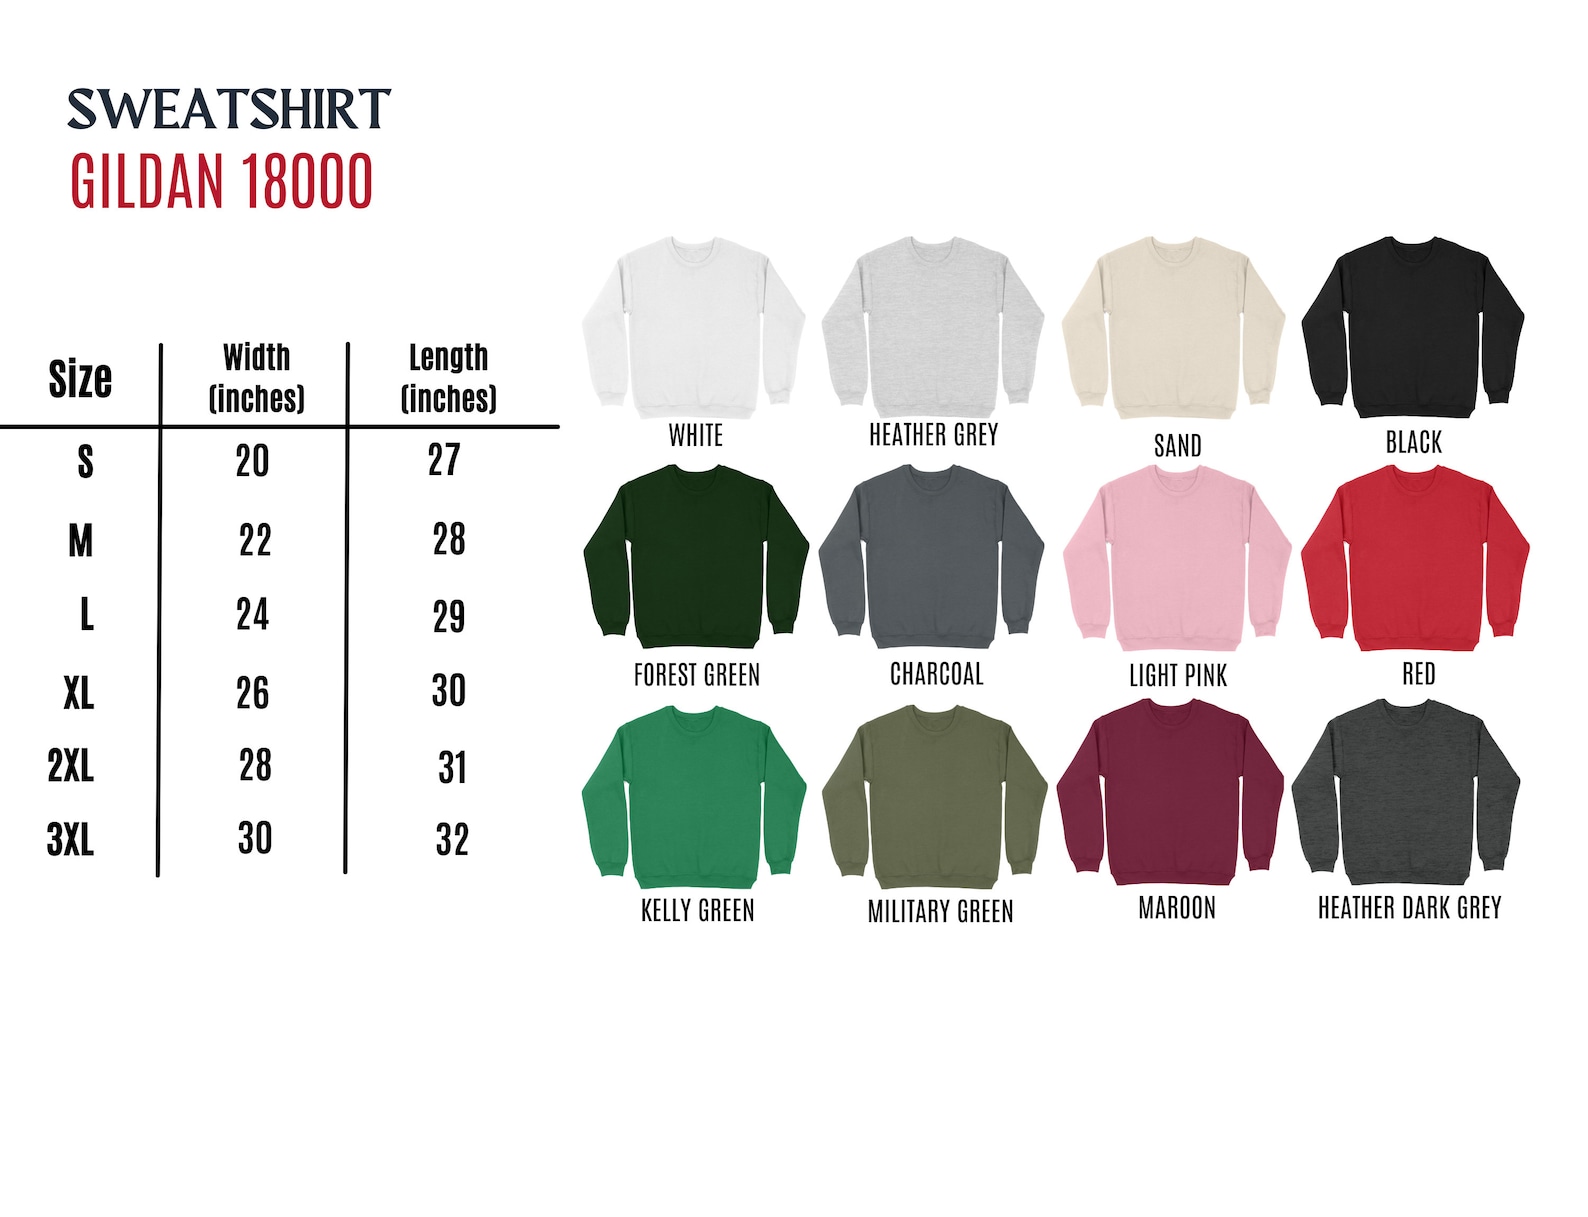 SWEATSHIRT
GILDAN 18000
Size Width (inches) Length (inches)
S 20 27
M 22 28
L 24 29
XL 26 30
2XL 28 31
3XL 30 32
WHITE HEATHER GREY SAND BLACK
FOREST GREEN CHARCOAL LIGHT PINK RED
KELLY GREEN MILITARY GREEN MAROON HEATHER DARK GREY